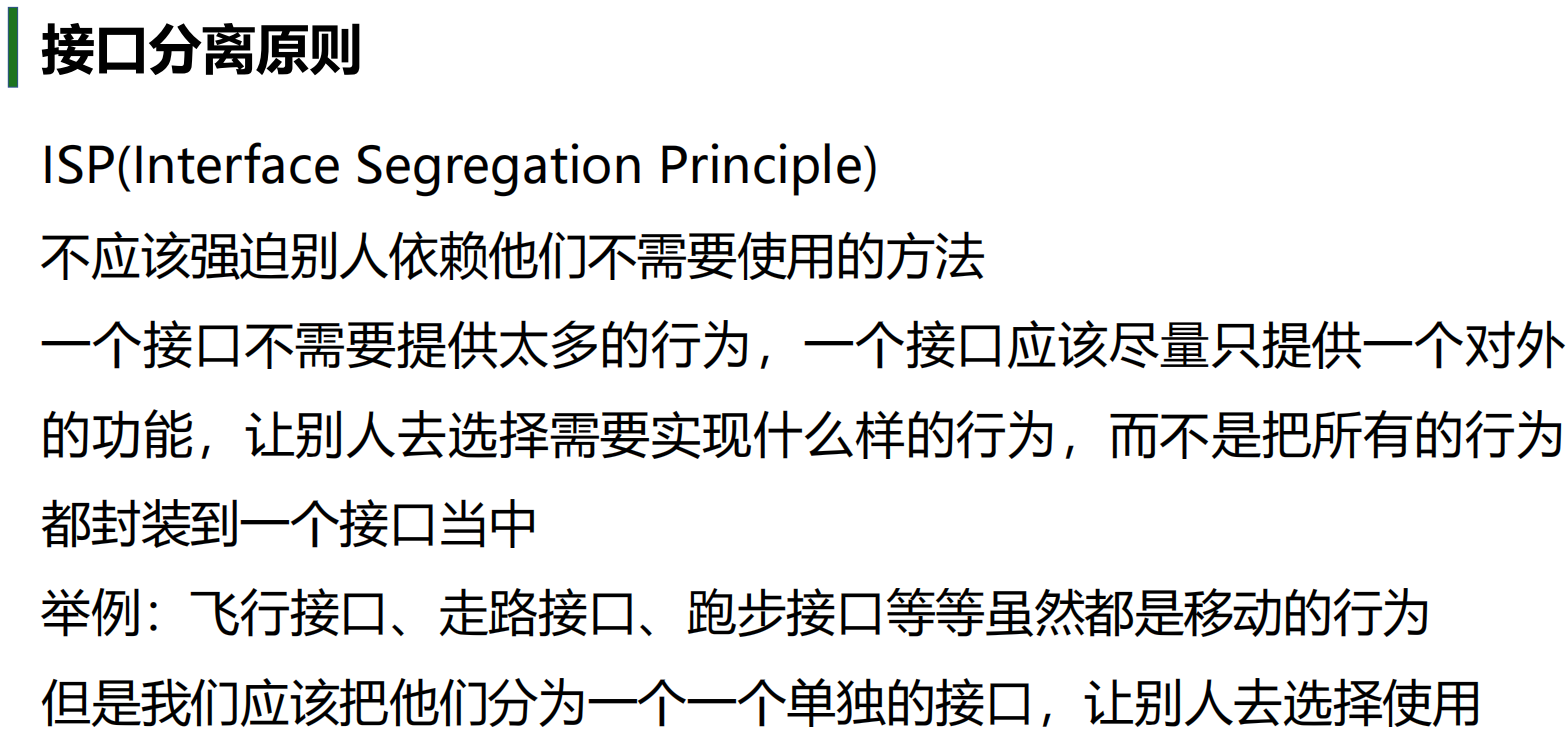 接口分离原则
ISP(Interface Segregation Principle)
不应该强迫别人依赖他们不需要使用的方法
一个接口不需要提供太多的行为，一个接口应该尽量只提供一个对外
的功能，让别人去选择需要实现什么样的行为，而不是把所有的行为
都封装到一个接口当中
举例：飞行接口、走路接口、跑步接口等等虽然都是移动的行为
但是我们应该把他们分为一个一个单独的接口，让别人去选择使用